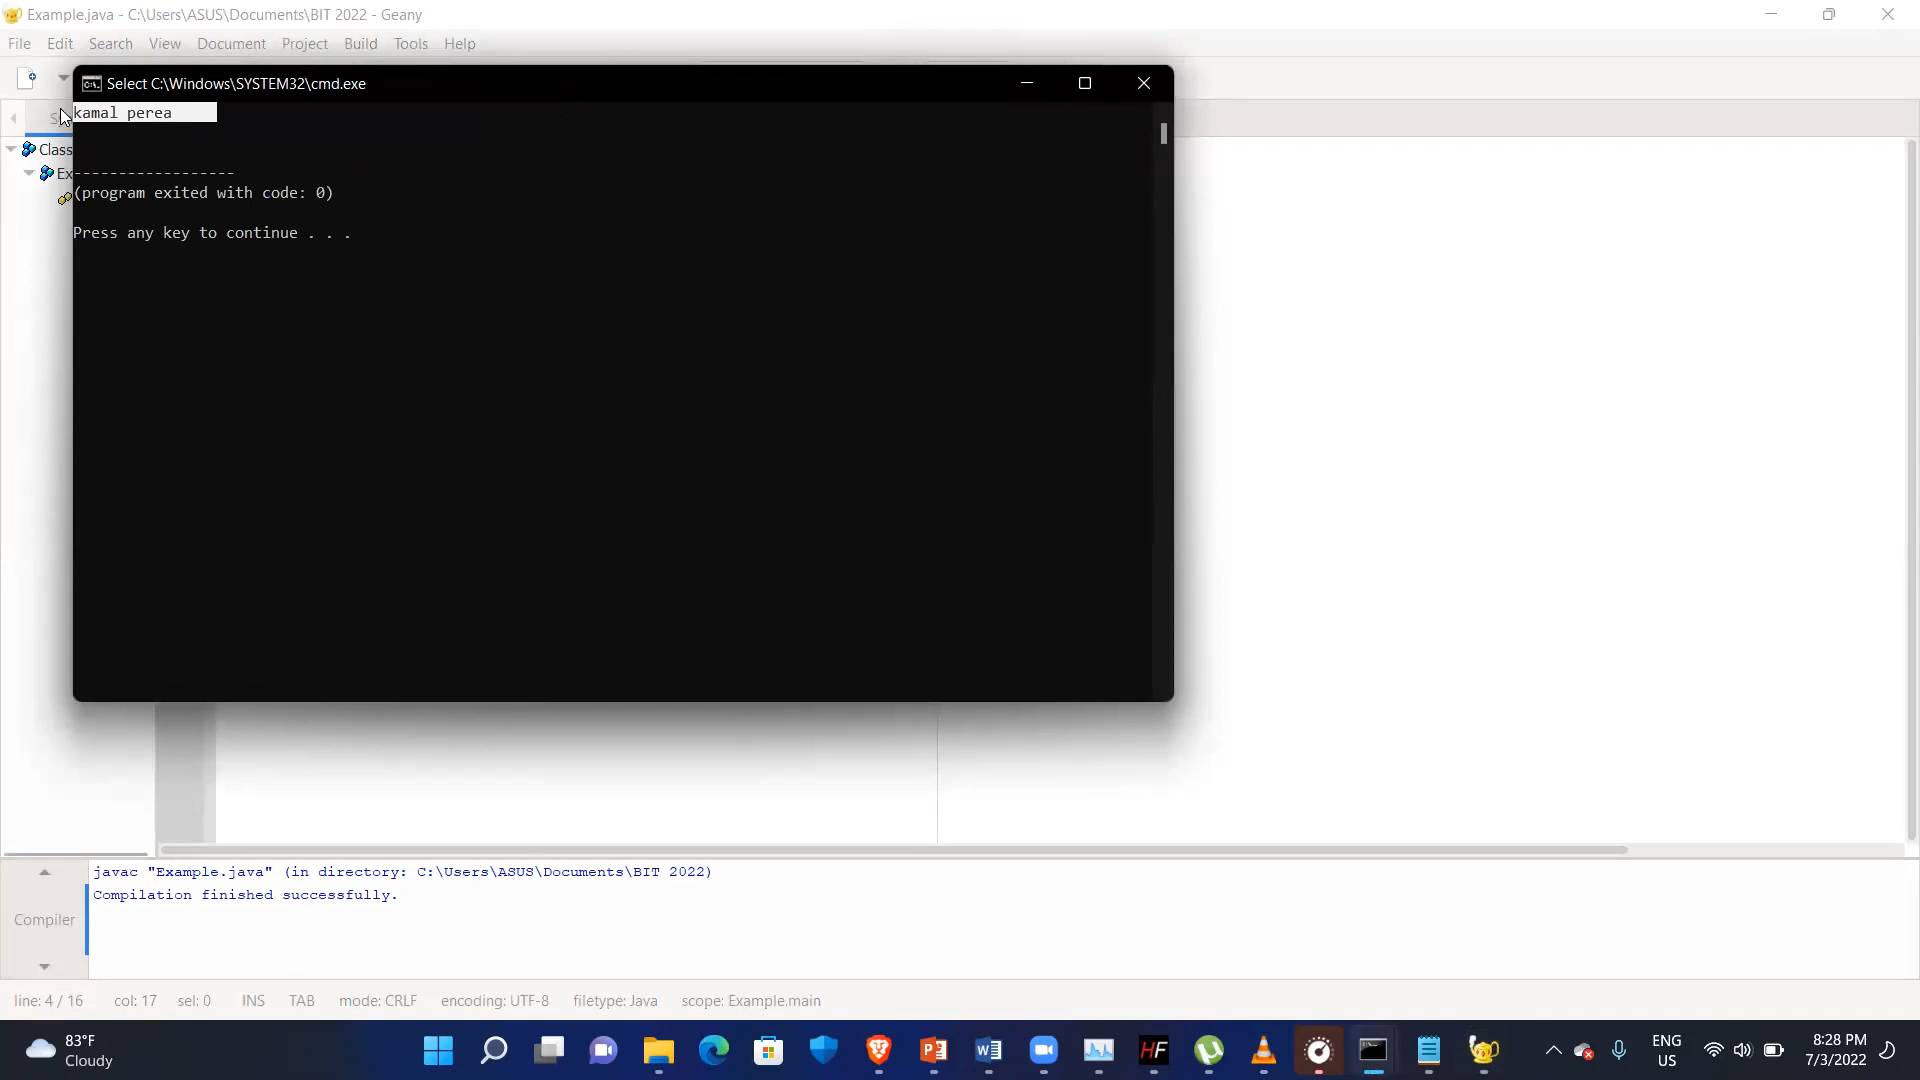 Example.java - C:\Users\ASUS\Documents\BIT 2022 - Geany
File Edit Search View Document Project Build Tools Help
Select C:\Windows\SYSTEM32\cmd.exe
kamal perea
Class
Ex
------------------
(program exited with code: 0)
Press any key to continue . . .
javac "Example.java" (in directory: C:\Users\ASUS\Documents\BIT 2022)
Compilation finished successfully.
Compiler
line: 4 / 16 col: 17 sel: 0 INS TAB mode: CRLF encoding: UTF-8 filetype: Java scope: Example.main
83°F
Cloudy
HF
ENG
US
8:28 PM
7/3/2022